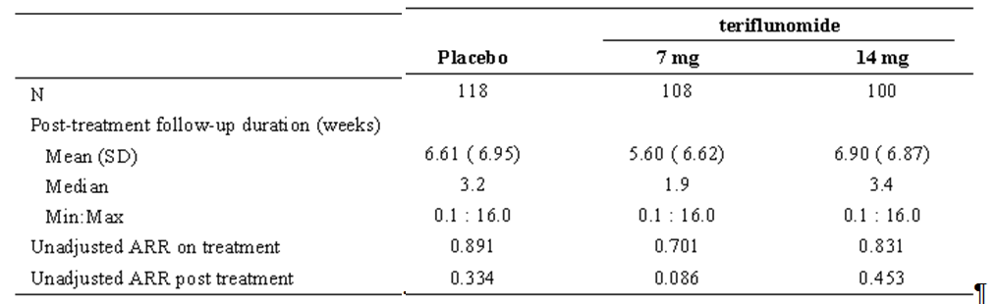 teriflunomide
Placebo 7 mg 14 mg
N 118 108 100
Post-treatment follow-up duration (weeks)
Mean (SD) 6.61 ( 6.95) 5.60 ( 6.62) 6.90 ( 6.87)
Median 3.2 1.9 3.4
Min:Max 0.1 : 16.0 0.1 : 16.0 0.1 : 16.0
Unadjusted ARR on treatment 0.891 0.701 0.831
Unadjusted ARR post treatment 0.334 0.086 0.453
¶